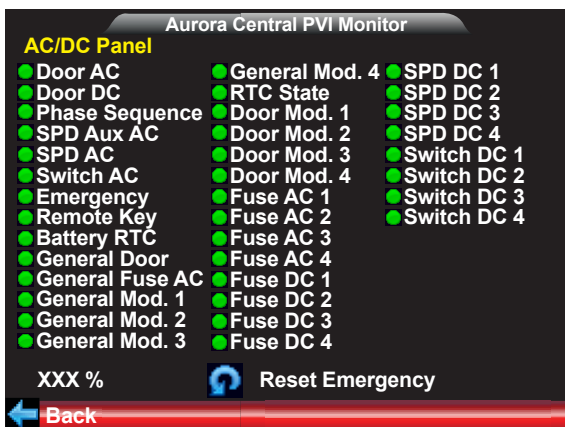 Aurora Central PVI Monitor
AC/DC Panel
Door AC
Door DC
Phase Sequence
SPD Aux AC
SPD AC
Switch AC
Emergency
Remote Key
Battery RTC
General Door
General Fuse AC
General Mod. 1
General Mod. 2
General Mod. 3
General Mod. 4
RTC State
Door Mod. 1
Door Mod. 2
Door Mod. 3
Door Mod. 4
Fuse AC 1
Fuse AC 2
Fuse AC 3
Fuse AC 4
Fuse DC 1
Fuse DC 2
Fuse DC 3
Fuse DC 4
SPD DC 1
SPD DC 2
SPD DC 3
SPD DC 4
Switch DC 1
Switch DC 2
Switch DC 3
Switch DC 4
XXX %
Reset Emergency
Back